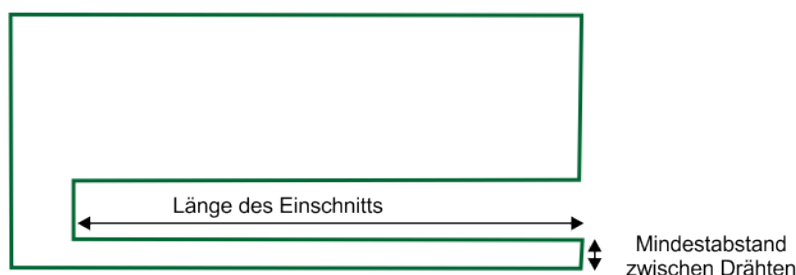 Länge des Einschnitts
Mindestabstand
zwischen Drähten